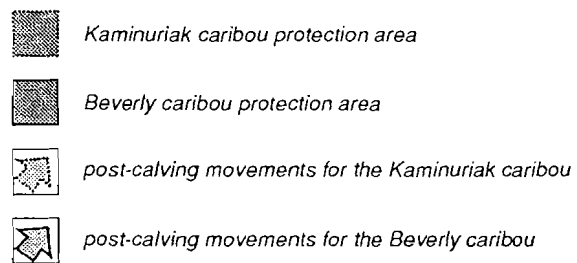 Kaminuriak caribou protection area
Beverly caribou protection area
post-calving movements for the Kaminuriak caribou
post-calving movements for the Beverly caribou